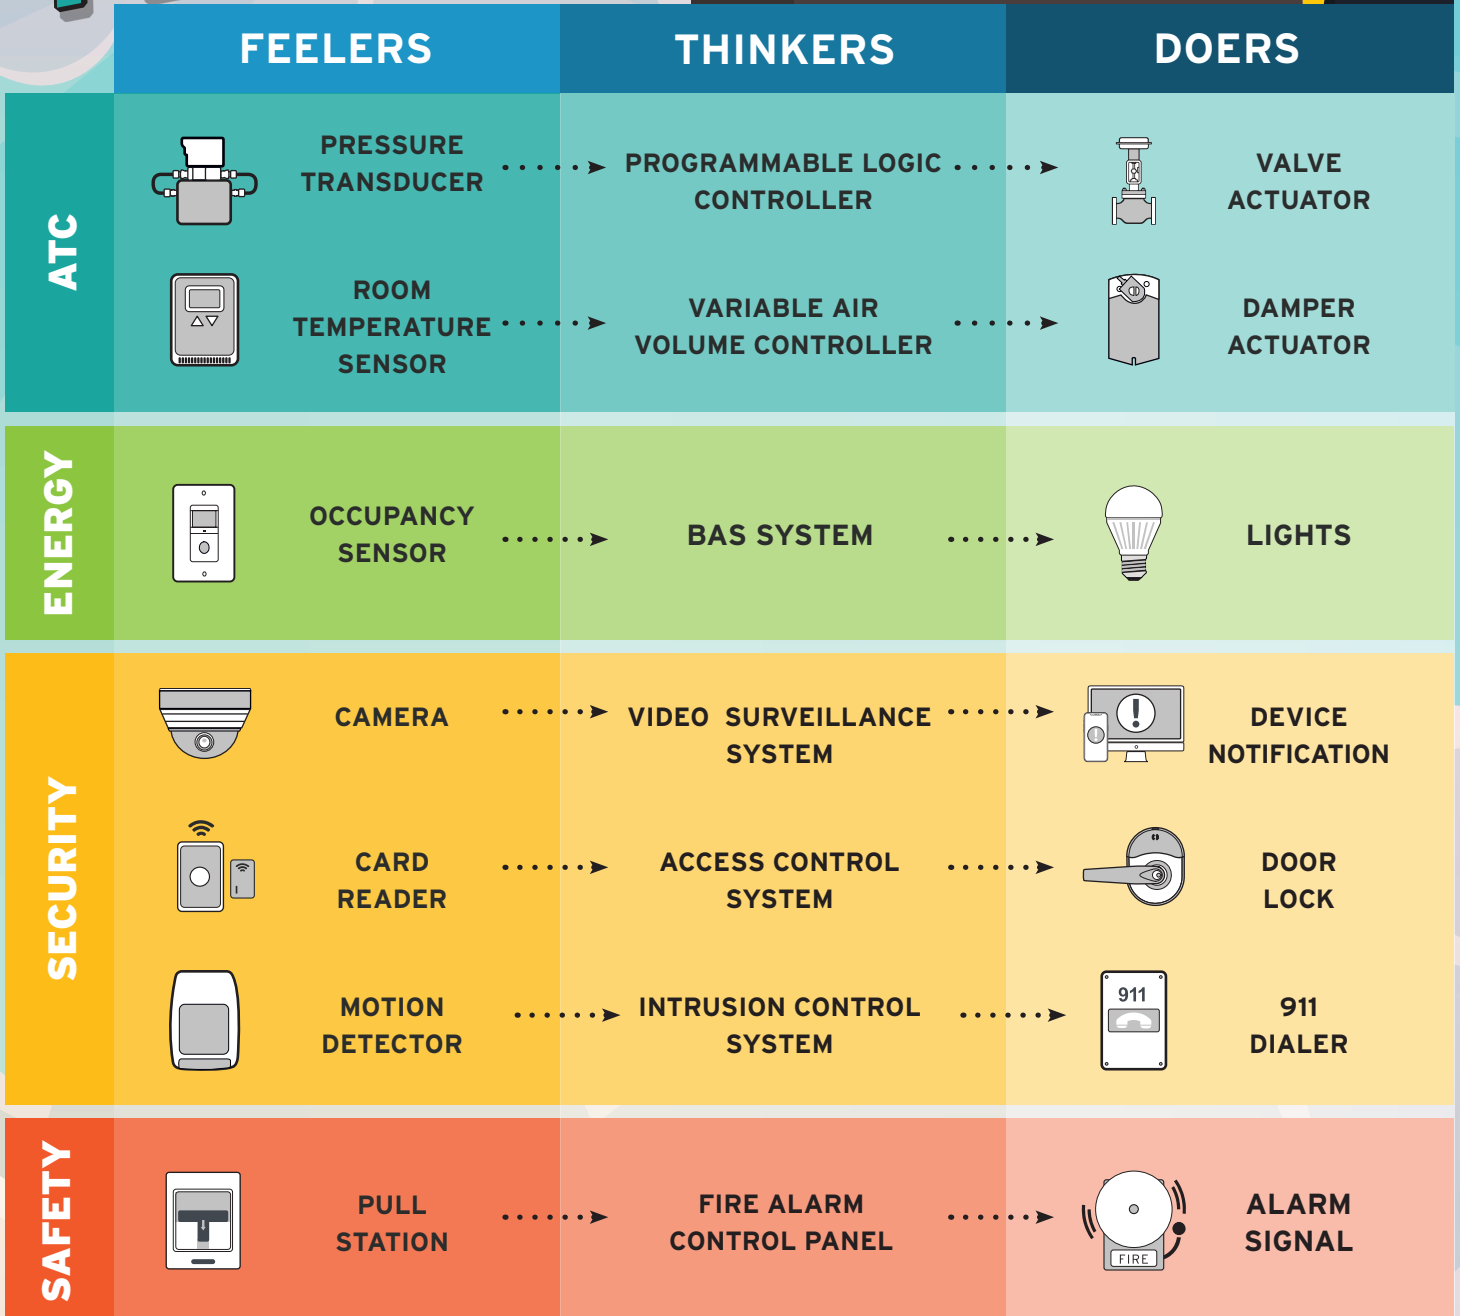 FEELERS THINKERS DOERS
ATC
PRESSURE
TRANSDUCER
PROGRAMMABLE LOGIC
CONTROLLER
VALVE
ACTUATOR
ROOM
TEMPERATURE
SENSOR
VARIABLE AIR
VOLUME CONTROLLER
DAMPER
ACTUATOR
ENERGY
OCCUPANCY
SENSOR
BAS SYSTEM
LIGHTS
SECURITY
CAMERA
VIDEO SURVEILLANCE
SYSTEM
!
!
DEVICE
NOTIFICATION
CARD
READER
ACCESS CONTROL
SYSTEM
DOOR
LOCK
MOTION
DETECTOR
INTRUSION CONTROL
SYSTEM
911
911
DIALER
SAFETY
PULL
STATION
FIRE ALARM
CONTROL PANEL
FIRE
ALARM
SIGNAL